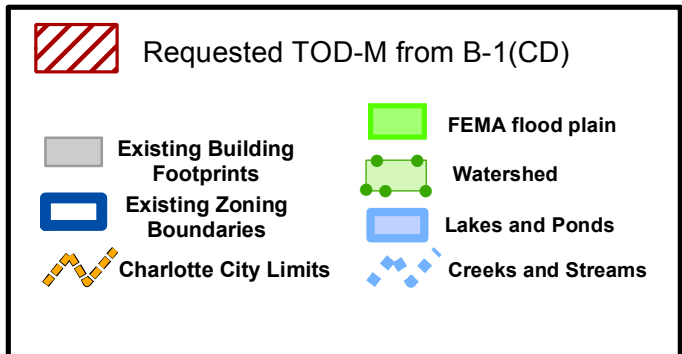 Requested TOD-M from B-1(CD)
Existing Building
Footprints
Existing Zoning
Boundaries
Charlotte City Limits
FEMA flood plain
Watershed
Lakes and Ponds
Creeks and Streams